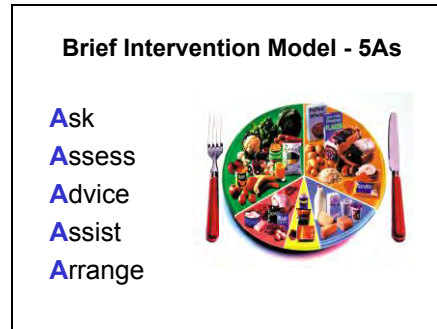 Brief Intervention Model - 5As
Ask
Assess
Advice
Assist
Arrange